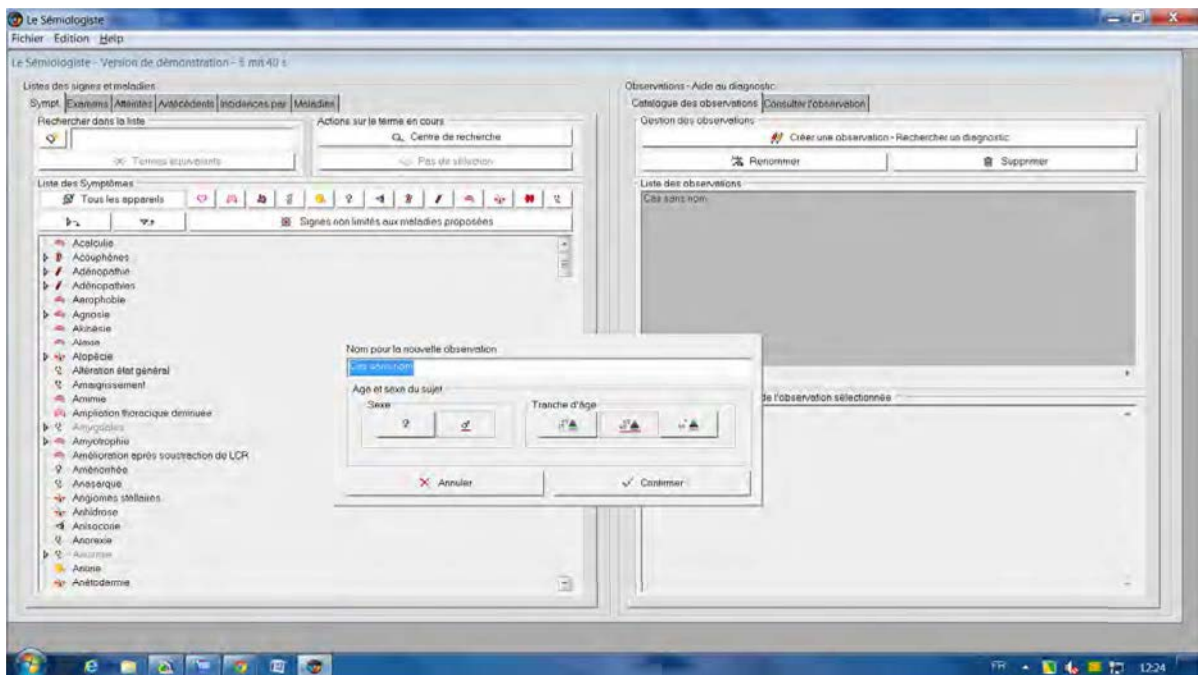 Le Sémiologiste
Fichier Edition Help
Le Sémiologiste - Version de démonstration - 5 mn 40 s
Listes des signes et maladies
Sympt. Examens Atteintes Antécédents Incidences par Maladies
Rechercher dans la liste
Actions sur le terme en cours
Centre de recherche
Termes équivalents
Pas de sélection
Liste des Symptômes
Tous les appareils
Signes non limités aux maladies proposées
Acalculie
Acouphènes
Adénopathie
Adénopathies
Aerophobie
Agnosie
Akinésie
Alexie
Alopécie
Altération état général
Amaigrissement
Amimie
Ampliation thoracique diminuée
Amygdales
Amyotrophie
Amélioration après soustraction de LCR
Aménorrhée
Anasarque
Angiomes stellaires
Anhidrose
Anisocorie
Anorexie
Anurie
Anétodermie
Observations - Aide au diagnostic
Catalogue des observations Consulter l'observation
Gestion des observations
Créer une observation - Rechercher un diagnostic
Renommer
Supprimer
Liste des observations
Cas sans nom
de l'observation sélectionnée
Nom pour la nouvelle observation
Cas sans nom
Age et sexe du sujet
Sexe
Tranche d'âge
Annuler
Confirmer
FR
12:24